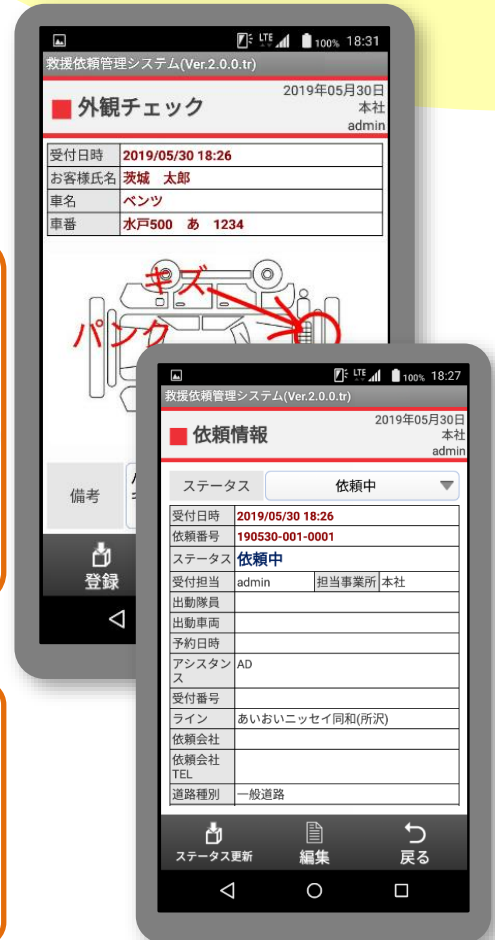 LTE 100% 18:31
救援依頼管理システム(Ver.2.0.0.tr)
2019年05月30日
外観チェック
本社
admin
受付日時 2019/05/30 18:26
お客様氏名 茨城 太郎
車名 ベンツ
車番 水戸500 あ 1234
キズ
パンク
備考
登録
LTE 100% 18:27
救援依頼管理システム(Ver.2.0.0.tr)
2019年05月30日
依頼情報
本社
admin
ステータス 依頼中
受付日時 2019/05/30 18:26
依頼番号 190530-001-0001
ステータス 依頼中
受付担当 admin 担当事業所 本社
出動隊員
出動車両
予約日時
アシスタン AD
ス
受付番号
ライン あいおいニッセイ同和(所沢)
依頼会社
依頼会社
TEL
道路種別 一般道路
ステータス更新 編集 戻る